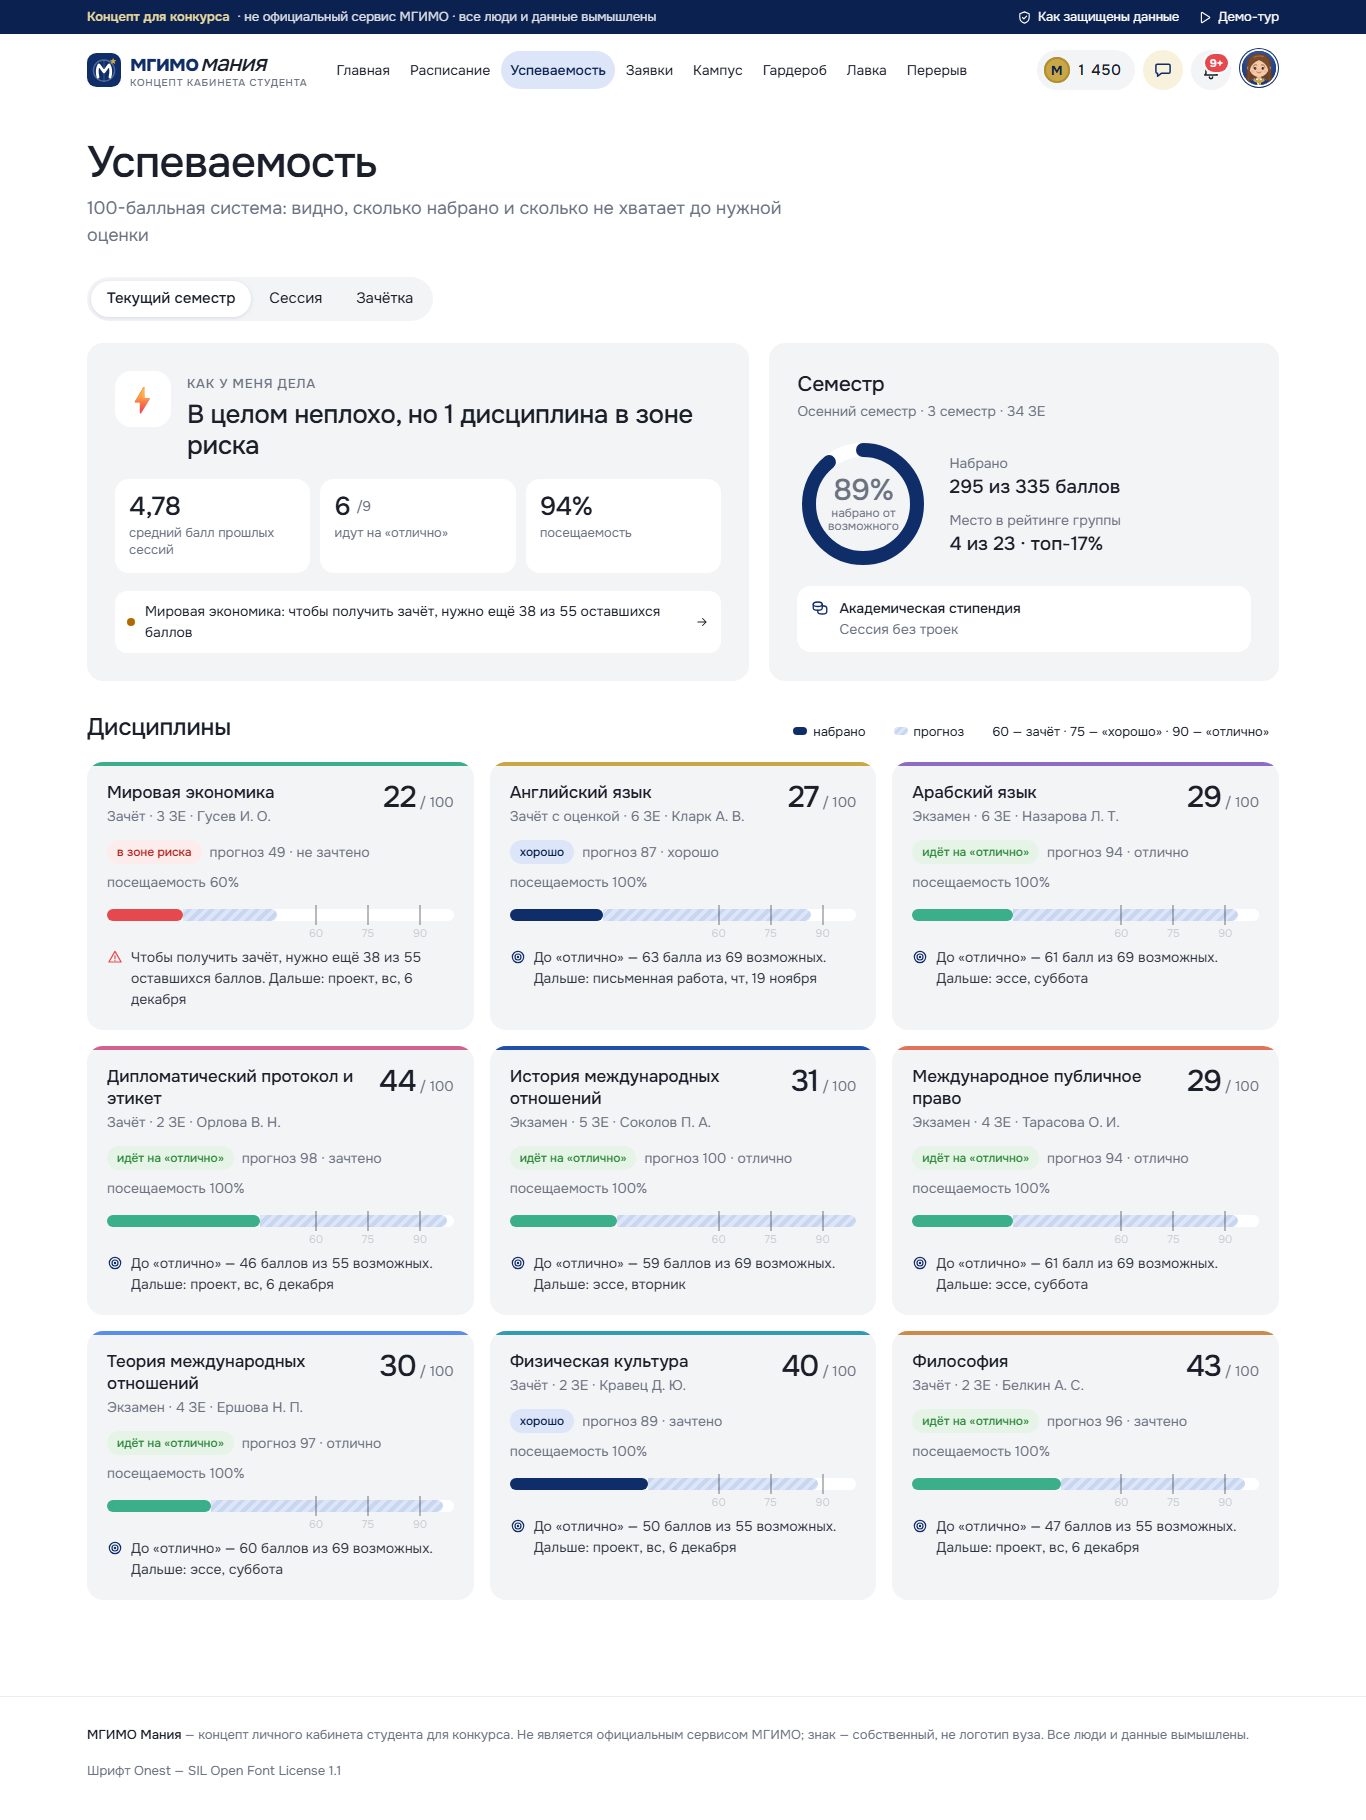 Концепт для конкурса · не официальный сервис МГИМО · все люди и данные вымышлены
Как защищены данные
Демо-тур
МГИМО Мания
КОНЦЕПТ КАБИНЕТА СТУДЕНТА
Главная
Расписание
Успеваемость
Заявки
Кампус
Гардероб
Лавка
Перерыв
М 1 450
9+
Успеваемость
100-балльная система: видно, сколько набрано и сколько не хватает до нужной
оценки
Текущий семестр
Сессия
Зачётка
КАК У МЕНЯ ДЕЛА
В целом неплохо, но 1 дисциплина в зоне
риска
4,78
средний балл прошлых
сессий
6 /9
идут на «отлично»
94%
посещаемость
Мировая экономика: чтобы получить зачёт, нужно ещё 38 из 55 оставшихся
баллов
→
Семестр
Осенний семестр · 3 семестр · 34 ЗЕ
89%
набрано от
возможного
Набрано
295 из 335 баллов
Место в рейтинге группы
4 из 23 · топ-17%
Академическая стипендия
Сессия без троек
Дисциплины
набрано
прогноз
60 — зачёт · 75 — «хорошо» · 90 — «отлично»
Мировая экономика
22 / 100
Зачёт · 3 ЗЕ · Гусев И. О.
в зоне риска прогноз 49 · не зачтено
посещаемость 60%
60 75 90
Чтобы получить зачёт, нужно ещё 38 из 55
оставшихся баллов. Дальше: проект, вс, 6
декабря
Английский язык
27 / 100
Зачёт с оценкой · 6 ЗЕ · Кларк А. В.
хорошо прогноз 87 · хорошо
посещаемость 100%
60 75 90
До «отлично» — 63 балла из 69 возможных.
Дальше: письменная работа, чт, 19 ноября
Арабский язык
29 / 100
Экзамен · 6 ЗЕ · Назарова Л. Т.
идёт на «отлично» прогноз 94 · отлично
посещаемость 100%
60 75 90
До «отлично» — 61 балл из 69 возможных.
Дальше: эссе, суббота
Дипломатический протокол и
этикет
44 / 100
Зачёт · 2 ЗЕ · Орлова В. Н.
идёт на «отлично» прогноз 98 · зачтено
посещаемость 100%
60 75 90
До «отлично» — 46 баллов из 55 возможных.
Дальше: проект, вс, 6 декабря
История международных
отношений
31 / 100
Экзамен · 5 ЗЕ · Соколов П. А.
идёт на «отлично» прогноз 100 · отлично
посещаемость 100%
60 75 90
До «отлично» — 59 баллов из 69 возможных.
Дальше: эссе, вторник
Международное публичное
право
29 / 100
Экзамен · 4 ЗЕ · Тарасова О. И.
идёт на «отлично» прогноз 94 · отлично
посещаемость 100%
60 75 90
До «отлично» — 61 балл из 69 возможных.
Дальше: эссе, суббота
Теория международных
отношений
30 / 100
Экзамен · 4 ЗЕ · Ершова Н. П.
идёт на «отлично» прогноз 97 · отлично
посещаемость 100%
60 75 90
До «отлично» — 60 баллов из 69 возможных.
Дальше: эссе, суббота
Физическая культура
40 / 100
Зачёт · 2 ЗЕ · Кравец Д. Ю.
хорошо прогноз 89 · зачтено
посещаемость 100%
60 75 90
До «отлично» — 50 баллов из 55 возможных.
Дальше: проект, вс, 6 декабря
Философия
43 / 100
Зачёт · 2 ЗЕ · Белкин А. С.
идёт на «отлично» прогноз 96 · зачтено
посещаемость 100%
60 75 90
До «отлично» — 47 баллов из 55 возможных.
Дальше: проект, вс, 6 декабря
МГИМО Мания — концепт личного кабинета студента для конкурса. Не является официальным сервисом МГИМО; знак — собственный, не логотип вуза. Все люди и данные вымышлены.
Шрифт Onest — SIL Open Font License 1.1